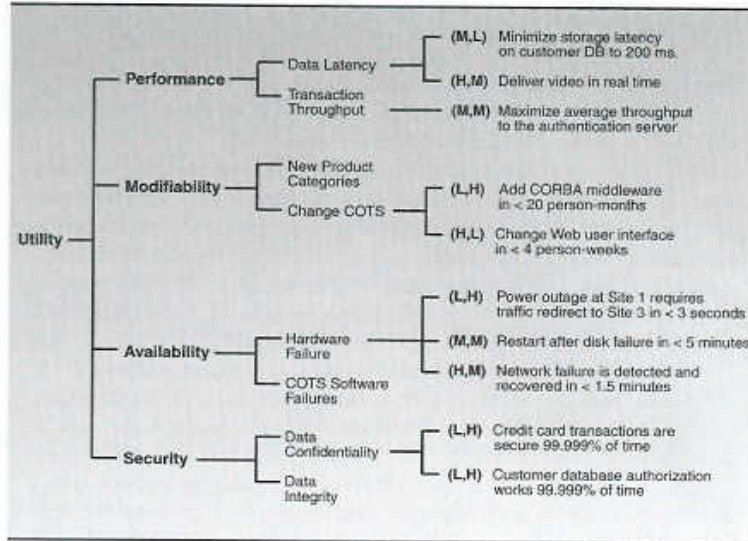 Utility
Performance
Data Latency
(M,L) Minimize storage latency
on customer DB to 200 ms.
(H,M) Deliver video in real time
Transaction
Throughput
(M,M) Maximize average throughput
to the authentication server
Modifiability
New Product
Categories
Change COTS
(L,H) Add CORBA middleware
in < 20 person-months
(H,L) Change Web user interface
in < 4 person-weeks
Availability
Hardware
Failure
(L,H) Power outage at Site 1 requires
traffic redirect to Site 3 in < 3 seconds
(M,M) Restart after disk failure in < 5 minutes
(H,M) Network failure is detected and
recovered in < 1.5 minutes
COTS Software
Failures
Security
Data
Confidentiality
(L,H) Credit card transactions are
secure 99.999% of time
(L,H) Customer database authorization
works 99.999% of time
Data
Integrity